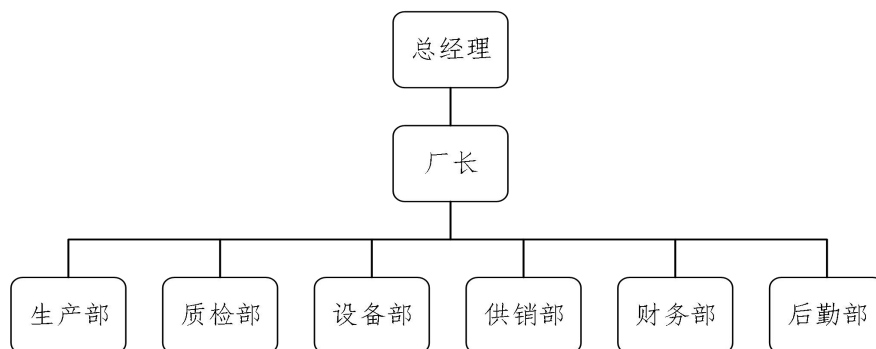 总经理
厂长
生产部
质检部
设备部
供销部
财务部
后勤部